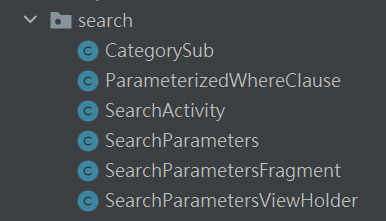 search
CategorySub
ParameterizedWhereClause
SearchActivity
SearchParameters
SearchParametersFragment
SearchParametersViewHolder